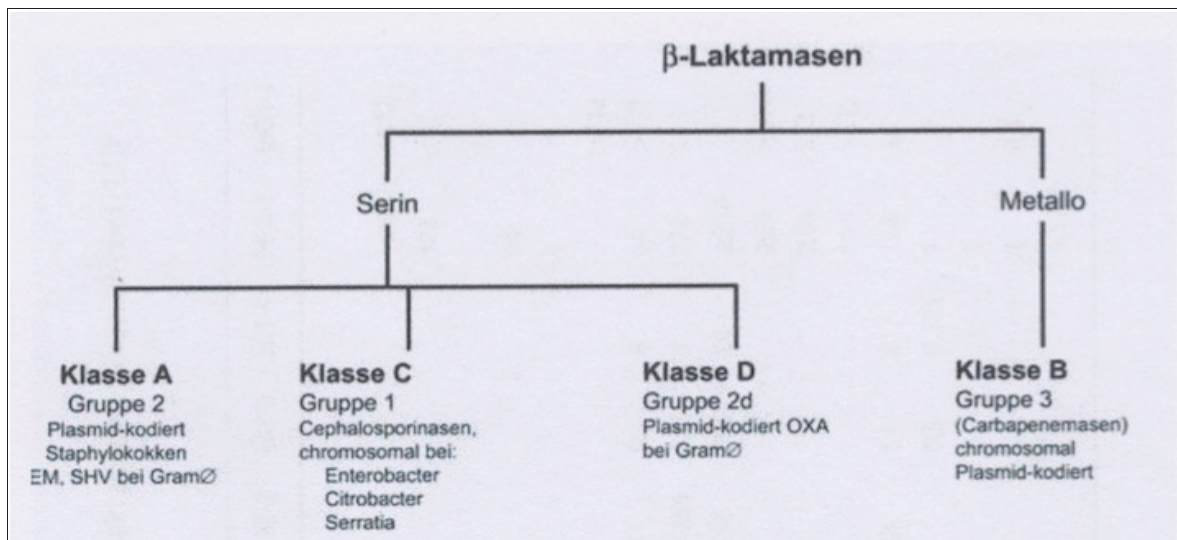 β-Laktamasen
Serin
Metallo
Klasse A
Gruppe 2
Plasmid-kodiert
Staphylokokken
EM, SHV bei Gram∅
Klasse C
Gruppe 1
Cephalosporinasen,
chromosomal bei:
Enterobacter
Citrobacter
Serratia
Klasse D
Gruppe 2d
Plasmid-kodiert OXA
bei Gram∅
Klasse B
Gruppe 3
(Carbapenemasen)
chromosomal
Plasmid-kodiert